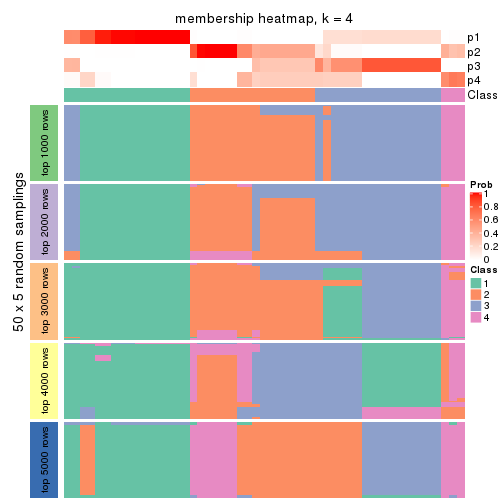 membership heatmap, k = 4
p1
p2
p3
p4
Class
50 x 5 random samplings
top 1000 rows
top 2000 rows
top 3000 rows
top 4000 rows
top 5000 rows
Prob
1
0.8
0.6
0.4
0.2
0
Class
1
2
3
4